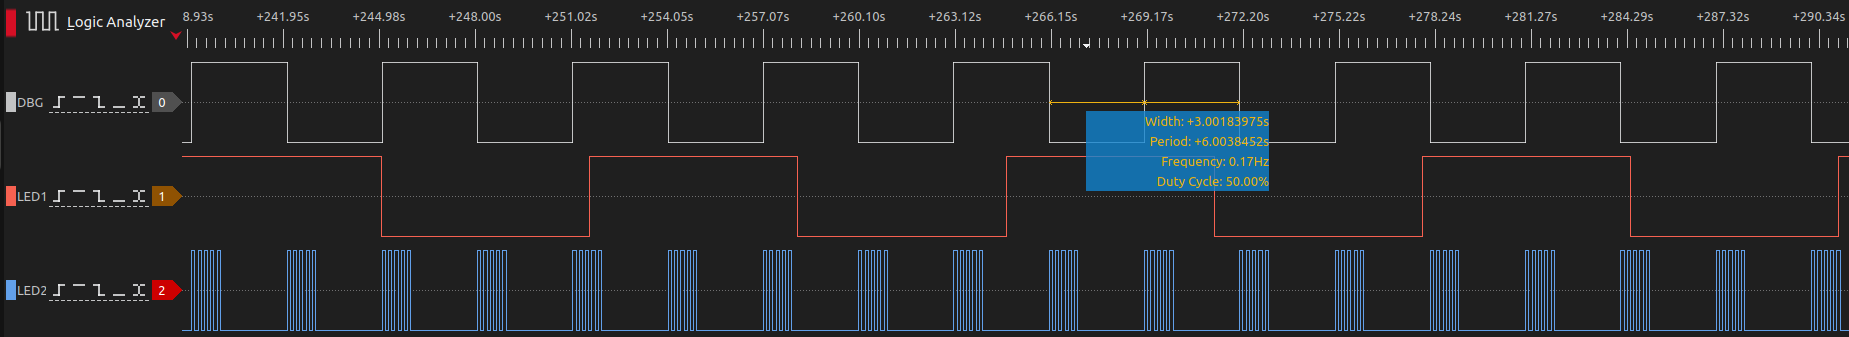 Logic Analyzer
8.93s +241.95s +244.98s +248.00s +251.02s +254.05s +257.07s +260.10s +263.12s +266.15s +269.17s +272.20s +275.22s +278.24s +281.27s +284.29s +287.32s +290.34s
DBG 0
Width: +3.00183975s
Period: +6.0038452s
Frequency: 0.17Hz
Duty Cycle: 50.00%
LED1 1
LED2 2